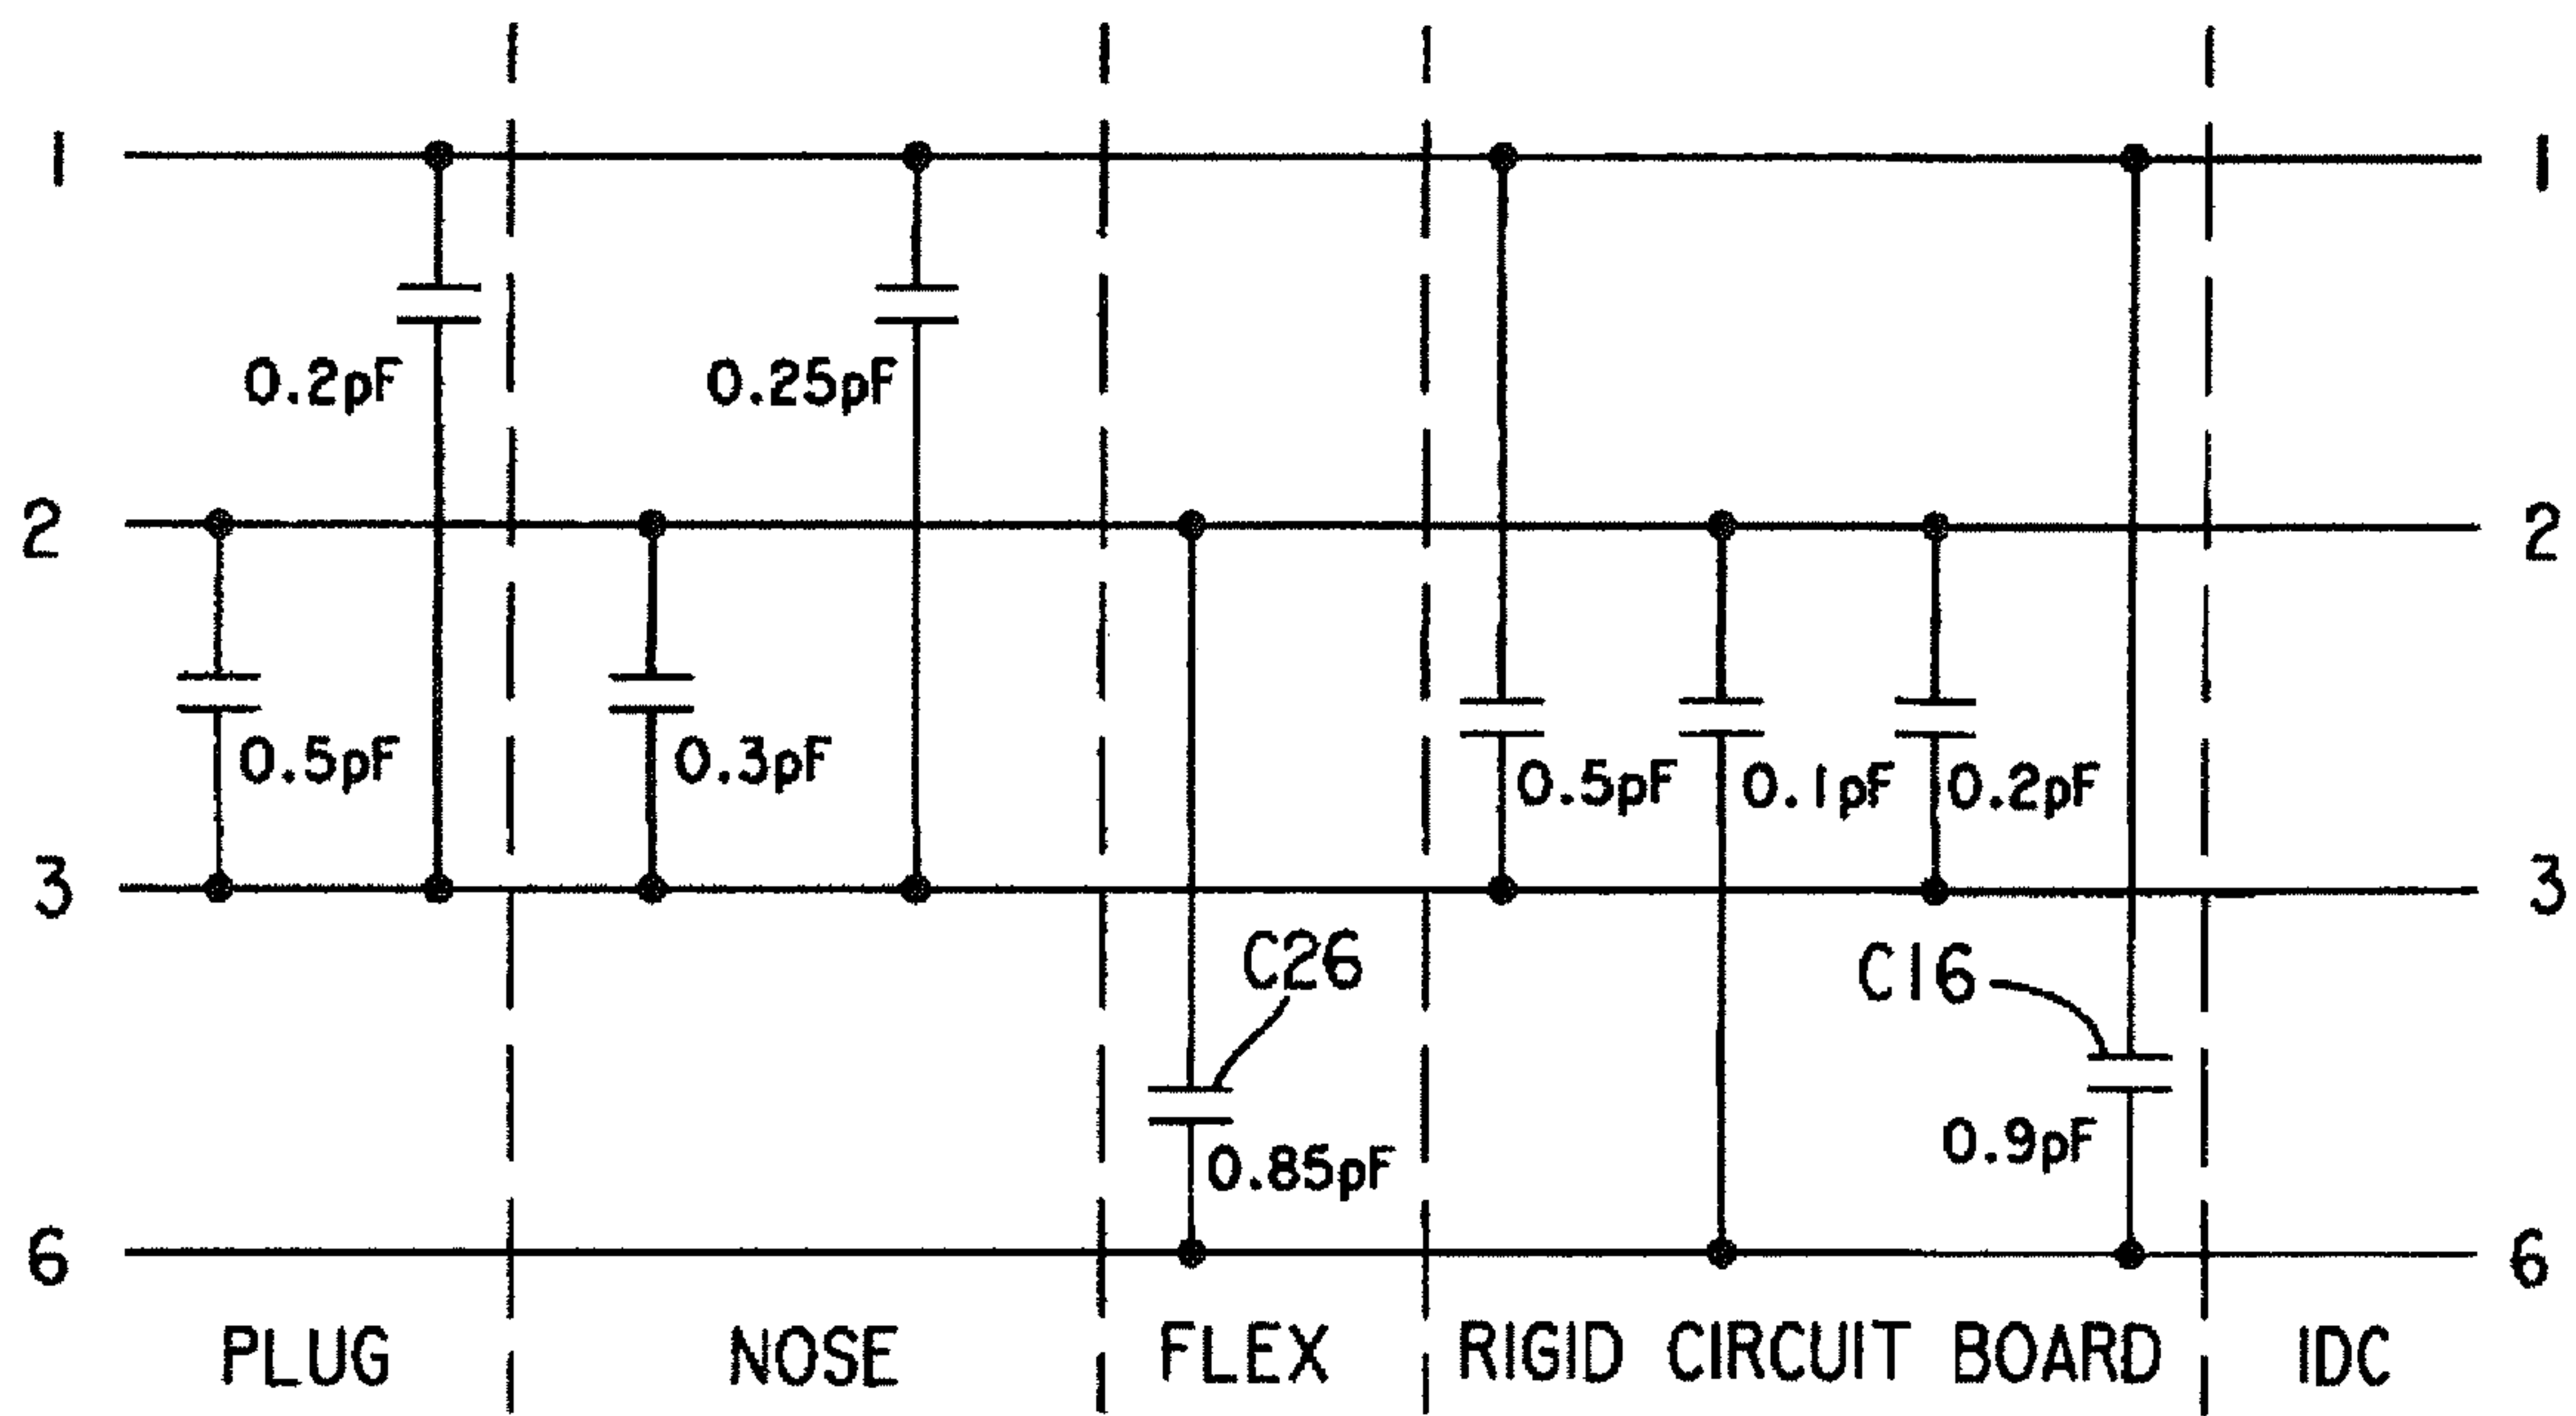 1 1
0.2pF 0.25pF
2 2
0.5pF 0.3pF 0.5pF 0.1pF 0.2pF
3 3
C26 C16
0.85pF 0.9pF
6 6
PLUG NOSE FLEX RIGID CIRCUIT BOARD IDC